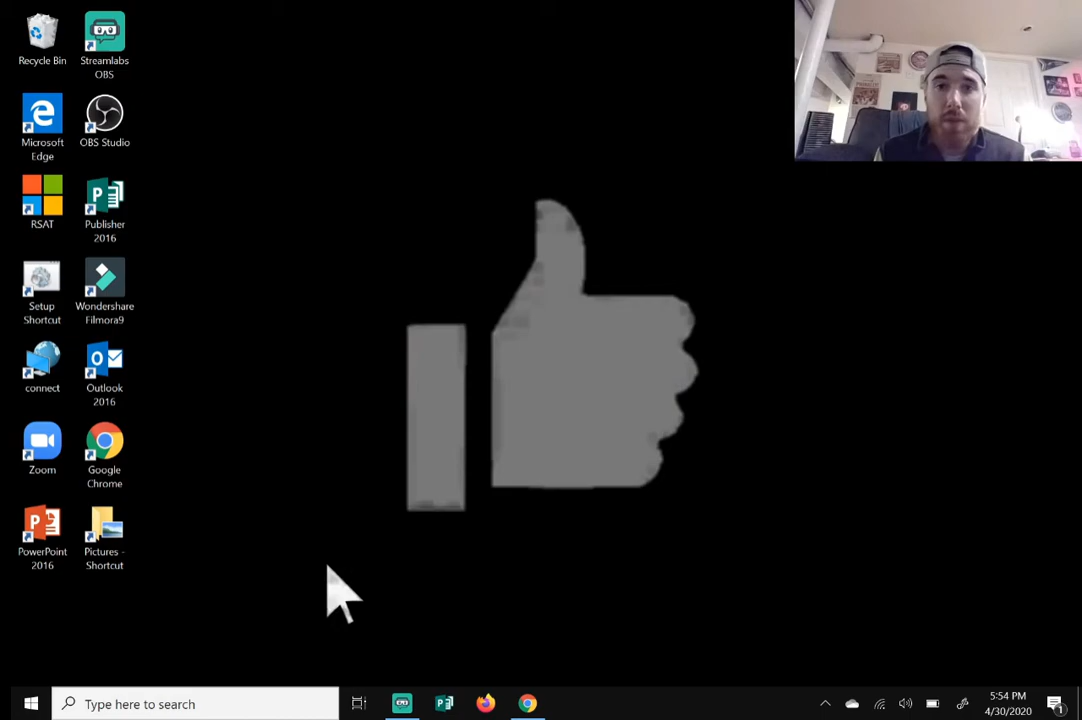 Recycle Bin
Streamlabs
OBS
Microsoft
Edge
OBS Studio
RSAT
Publisher
2016
Setup
Shortcut
Wondershare
Filmora9
connect
Outlook
2016
Zoom
Google
Chrome
PowerPoint
2016
Pictures -
Shortcut
Type here to search
5:54 PM
4/30/2020
1